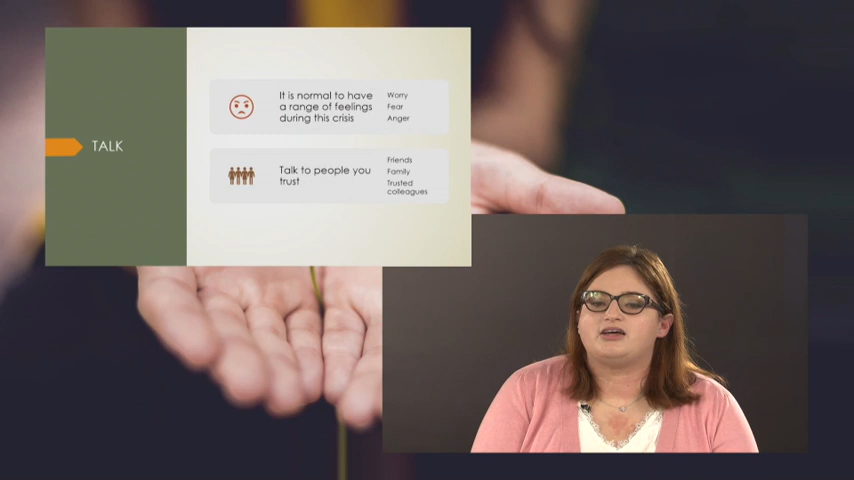 TALK
It is normal to have
a range of feelings
during this crisis
Worry
Fear
Anger
Talk to people you
trust
Friends
Family
Trusted
colleagues